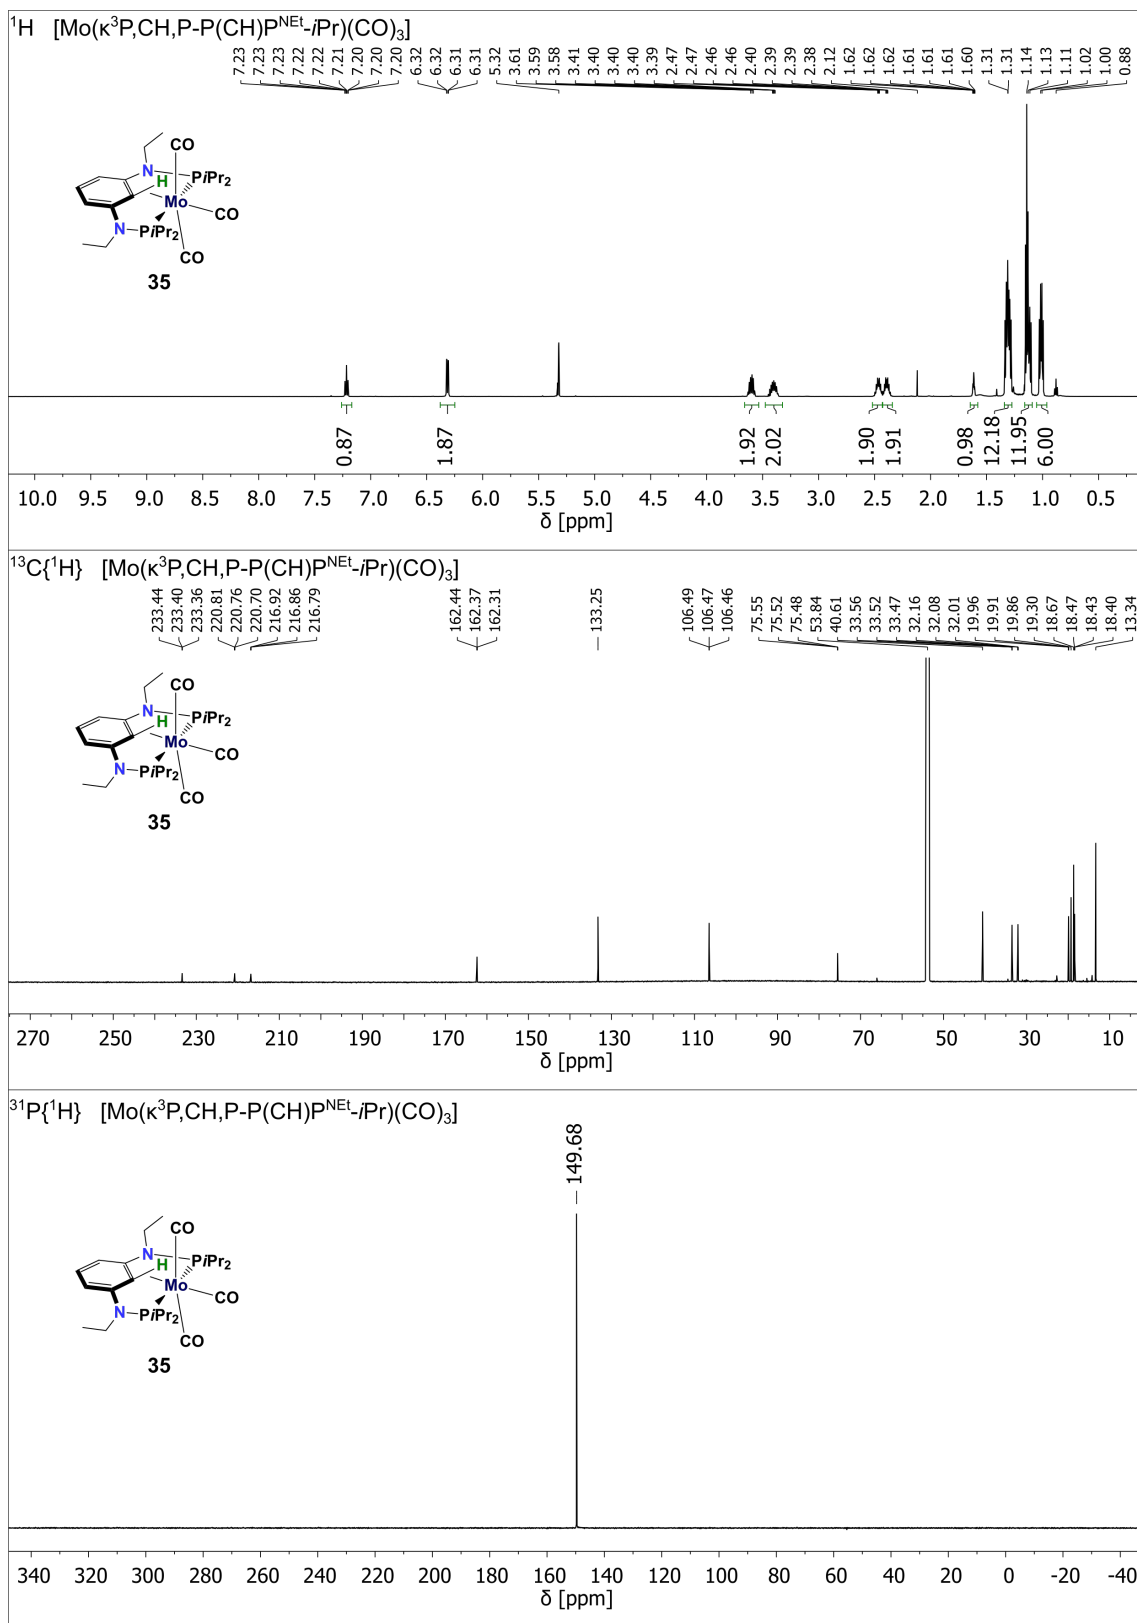 ¹H [Mo(κ³P,CH,P-P(CH)Pᴺᴱᵗ-iPr)(CO)₃]
7.23 7.23 7.23 7.22 7.22 7.21 7.20 7.20 7.20 6.32 6.32 6.31 6.31 5.32 3.61 3.59 3.58 3.41 3.40 3.40 3.40 3.39 2.47 2.47 2.46 2.46 2.40 2.39 2.39 2.38 2.12 1.62 1.62 1.62 1.61 1.61 1.61 1.60 1.31 1.31 1.14 1.13 1.11 1.02 1.00 0.88
CO
N
H
PiPr₂
Mo
CO
N
PiPr₂
CO
35
0.87 1.87 1.92 2.02 1.90 1.91 0.98 12.18 11.95 6.00
10.0 9.5 9.0 8.5 8.0 7.5 7.0 6.5 6.0 5.5 5.0 4.5 4.0 3.5 3.0 2.5 2.0 1.5 1.0 0.5
δ [ppm]
¹³C{¹H} [Mo(κ³P,CH,P-P(CH)Pᴺᴱᵗ-iPr)(CO)₃]
233.44 233.40 233.36 220.81 220.76 220.70 216.92 216.86 216.79 162.44 162.37 162.31 133.25 106.49 106.47 106.46 75.55 75.52 75.48 53.84 40.61 33.56 33.52 33.47 32.16 32.08 32.01 19.96 19.91 19.86 19.30 18.67 18.47 18.43 18.40 13.34
CO
N
H
PiPr₂
Mo
CO
N
PiPr₂
CO
35
270 250 230 210 190 170 150 130 110 90 70 50 30 10
δ [ppm]
³¹P{¹H} [Mo(κ³P,CH,P-P(CH)Pᴺᴱᵗ-iPr)(CO)₃]
149.68
CO
N
H
PiPr₂
Mo
CO
N
PiPr₂
CO
35
340 320 300 280 260 240 220 200 180 160 140 120 100 80 60 40 20 0 -20 -40
δ [ppm]